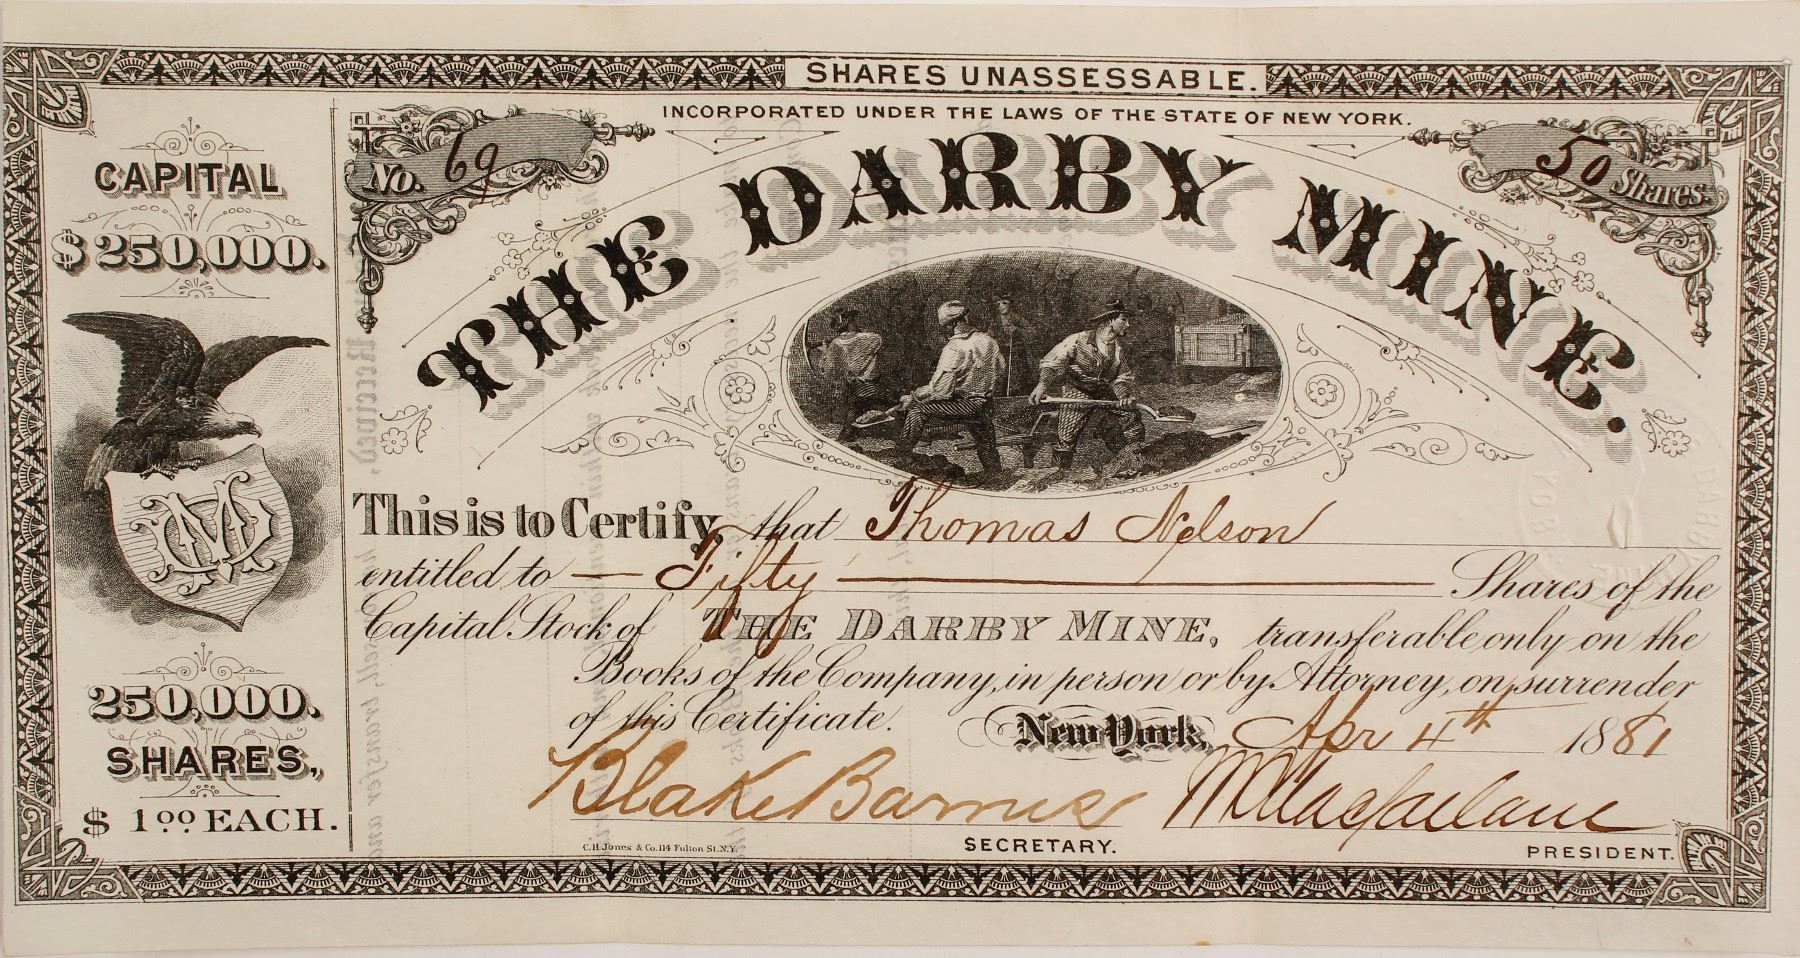 SHARES UNASSESSABLE.
INCORPORATED UNDER THE LAWS OF THE STATE OF NEW YORK.
No. 69
50 Shares.
THE DARBY MINE.
CAPITAL
$250,000.
DMC
250,000.
SHARES,
$1.00 EACH.
This is to Certify, that Thomas Nelson
entitled to — Fifty — Shares of the
Capital Stock of THE DARBY MINE, transferable only on the
Books of the Company, in person or by Attorney, on surrender
of this Certificate. New York, Apr 4th 1881
Blake Barnes Macfarlane
SECRETARY.
PRESIDENT.
C.H. Jones & Co. 114 Fulton St. N.Y.